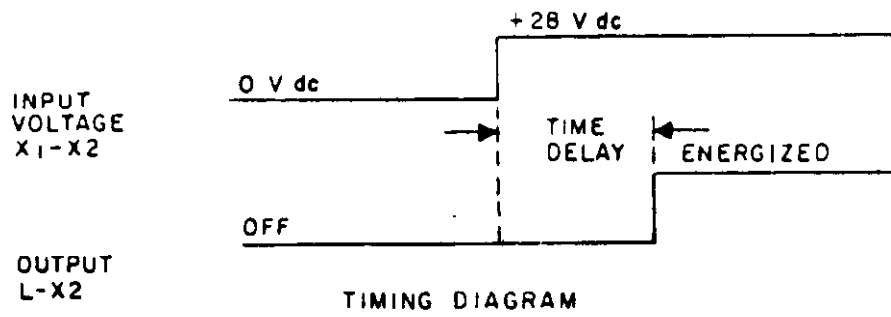 +28 V dc
0 V dc
INPUT
VOLTAGE
X1-X2
TIME
DELAY
ENERGIZED
OFF
OUTPUT
L-X2
TIMING DIAGRAM